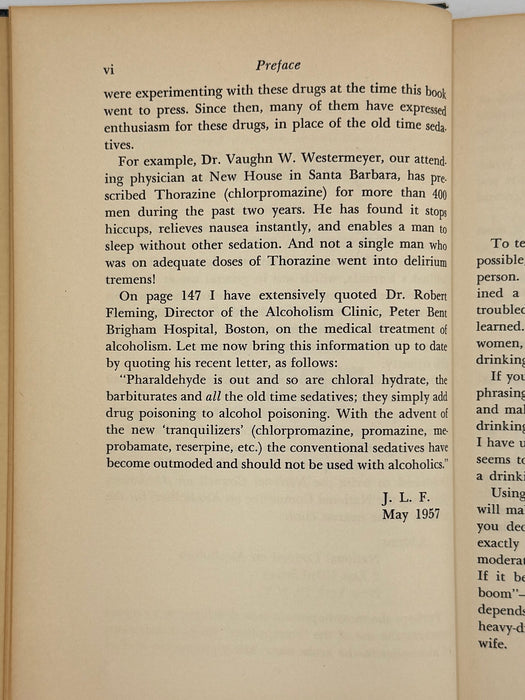 vi
Preface
were experimenting with these drugs at the time this book
went to press. Since then, many of them have expressed
enthusiasm for these drugs, in place of the old time seda-
tives.
For example, Dr. Vaughn W. Westermeyer, our attend-
ing physician at New House in Santa Barbara, has pre-
scribed Thorazine (chlorpromazine) for more than 400
men during the past two years. He has found it stops
hiccups, relieves nausea instantly, and enables a man to
sleep without other sedation. And not a single man who
was on adequate doses of Thorazine went into delirium
tremens!
On page 147 I have extensively quoted Dr. Robert
Fleming, Director of the Alcoholism Clinic, Peter Bent
Brigham Hospital, Boston, on the medical treatment of
alcoholism. Let me now bring this information up to date
by quoting his recent letter, as follows:
"Pharaldehyde is out and so are chloral hydrate, the
barbiturates and all the old time sedatives; they simply add
drug poisoning to alcohol poisoning. With the advent of
the new 'tranquilizers' (chlorpromazine, promazine, me-
probamate, reserpine, etc.) the conventional sedatives have
become outmoded and should not be used with alcoholics."
J. L. F.
May 1957
To te
possible,
person.
ined a
troubled
learned.
women,
drinking
If you
phrasing
and mal
drinking
I have u
seems to
a drinki
Using
will ma
you dec
exactly
moderat
If it be
boom"—
depends
heavy-d
wife.